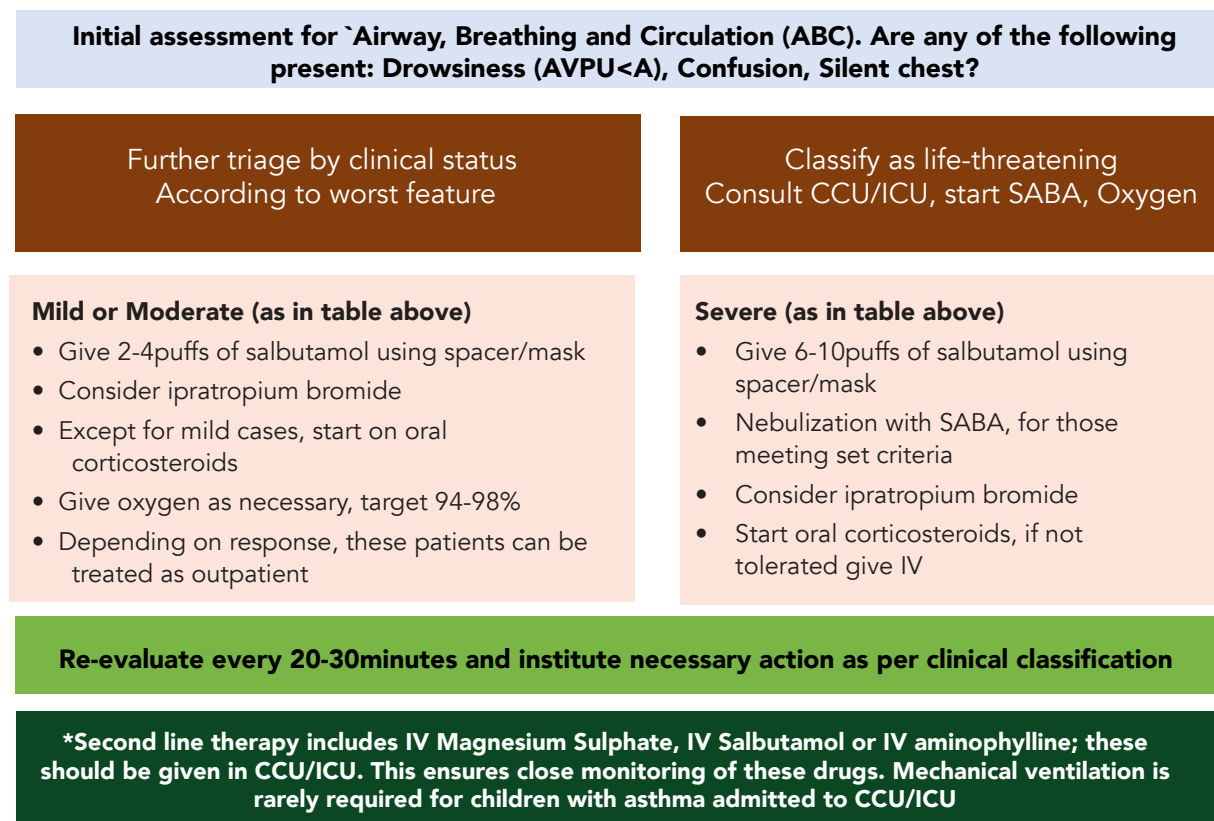 Initial assessment for `Airway, Breathing and Circulation (ABC). Are any of the following
present: Drowsiness (AVPU<A), Confusion, Silent chest?
Further triage by clinical status
According to worst feature
Classify as life-threatening
Consult CCU/ICU, start SABA, Oxygen
Mild or Moderate (as in table above)
• Give 2-4puffs of salbutamol using spacer/mask
• Consider ipratropium bromide
• Except for mild cases, start on oral
corticosteroids
• Give oxygen as necessary, target 94-98%
• Depending on response, these patients can be
treated as outpatient
Severe (as in table above)
• Give 6-10puffs of salbutamol using
spacer/mask
• Nebulization with SABA, for those
meeting set criteria
• Consider ipratropium bromide
• Start oral corticosteroids, if not
tolerated give IV
Re-evaluate every 20-30minutes and institute necessary action as per clinical classification
*Second line therapy includes IV Magnesium Sulphate, IV Salbutamol or IV aminophylline; these
should be given in CCU/ICU. This ensures close monitoring of these drugs. Mechanical ventilation is
rarely required for children with asthma admitted to CCU/ICU